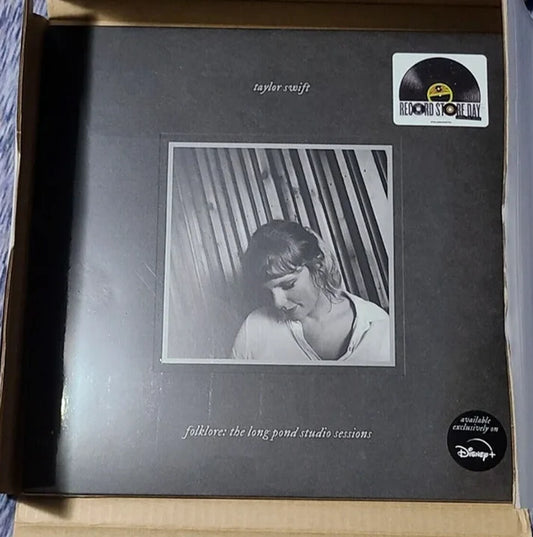 taylor swift
RECORD STORE DAY
folklore: the long pond studio sessions
available
exclusively on
Disney+